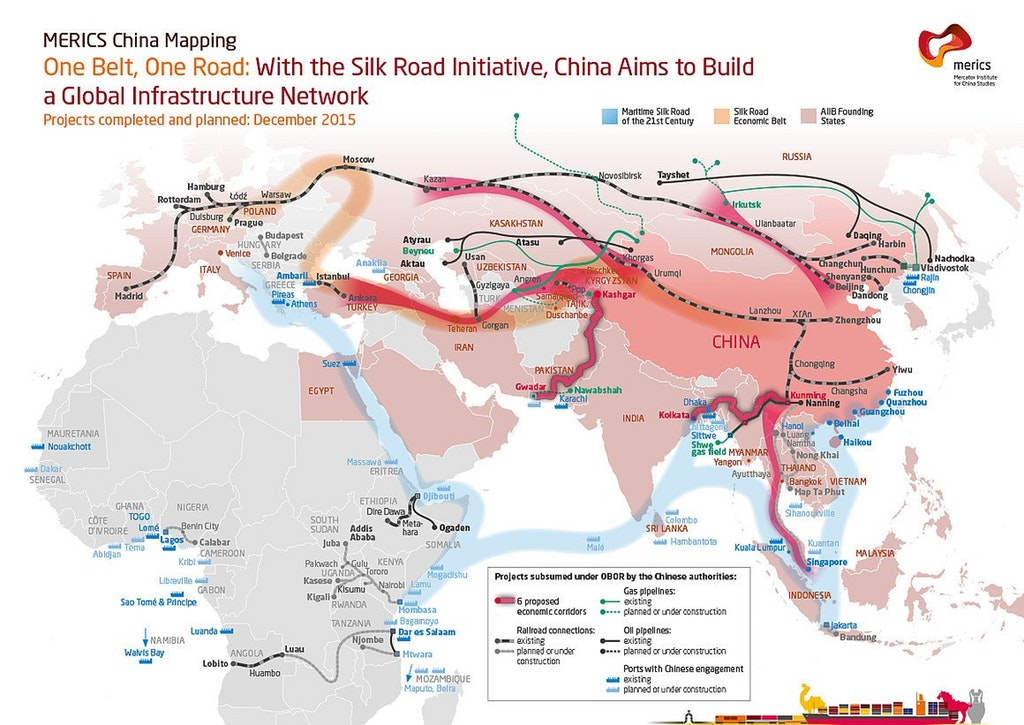 MERICS China Mapping
One Belt, One Road: With the Silk Road Initiative, China Aims to Build
a Global Infrastructure Network
Projects completed and planned: December 2015
merics
Mercator Institute
for China Studies
Maritime Silk Road
of the 21st Century
Silk Road
Economic Belt
AIIB Founding
States
RUSSIA
Moscow
Kazan
Novosibirsk
Tayshet
Irkutsk
Ulanbaatar
Hamburg
Rotterdam
Łódź
Warsaw
POLAND
Duisburg
GERMANY
Prague
Budapest
HUNGARY
Belgrade
SERBIA
Venice
ITALY
SPAIN
Madrid
Ambarli
Istanbul
GREECE
Pireas
Athens
Ankara
TURKEY
Anaklia
GEORGIA
Atyrau
Beyneu
Aktau
KASAKHSTAN
Atasu
Usan
UZBEKISTAN
Angren
Gyzlgaya
TURK
MENISTAN
Bischkek
KYRGYZSTAN
Pop
Samarkand
TAJIK.
Duschanbe
Kashgar
Khorgas
Urumqi
MONGOLIA
Daqing
Harbin
Changchun
Hunchun
Shenyang
Beijing
Dandong
Nachodka
Vladivostok
Rajin
Chongjin
Teheran
Gorgan
IRAN
Lanzhou
Xi'An
Zhengzhou
CHINA
Chongqing
Changsha
Yiwu
Fuzhou
Quanzhou
Guangzhou
Beihai
Haikou
Kunming
Nanning
Suez
EGYPT
PAKISTAN
Gwadar
Nawabshah
Karachi
INDIA
Dhaka
Kolkata
Chittagong
Sittwe
Shwe
gas field
MYANMAR
Yangon
Hanoi
Luang
Namtha
Nong Khai
THAILAND
Ayutthaya
Bangkok
VIETNAM
Map Ta Phut
Sihanoukville
Kuantan
Kuala Lumpur
Singapore
MALAYSIA
INDONESIA
Jakarta
Bandung
Colombo
SRI LANKA
Hambantota
Malé
MAURETANIA
Nouakchott
Dakar
SENEGAL
GHANA
TOGO
CÔTE
D'IVOIRE
Lomé
Tema
Abidjan
NIGERIA
Lagos
Benin City
Calabar
CAMEROON
Kribi
Libreville
GABON
Sao Tomé & Principe
Massawa
ERITREA
Djibouti
ETHIOPIA
Dire Dawa
Meta-
hara
Addis
Ababa
Ogaden
SOMALIA
SOUTH
SUDAN
Juba
Pakwach
Gulu
KENYA
UGANDA
Tororo
Kasese
Kisumu
Nairobi
Kigali
RWANDA
Lamu
Mogadishu
Mombasa
Bagamoyo
TANZANIA
Dar es Salaam
Njombe
Mtwara
MOZAMBIQUE
Maputo, Beira
NAMIBIA
Walvis Bay
Luanda
ANGOLA
Lobito
Luau
Huambo
Projects subsumed under OBOR by the Chinese authorities:
6 proposed
economic corridors
Railroad connections:
existing
planned or under
construction
Gas pipelines:
existing
planned or under construction
Oil pipelines:
existing
planned or under construction
Ports with Chinese engagement
existing
planned or under construction